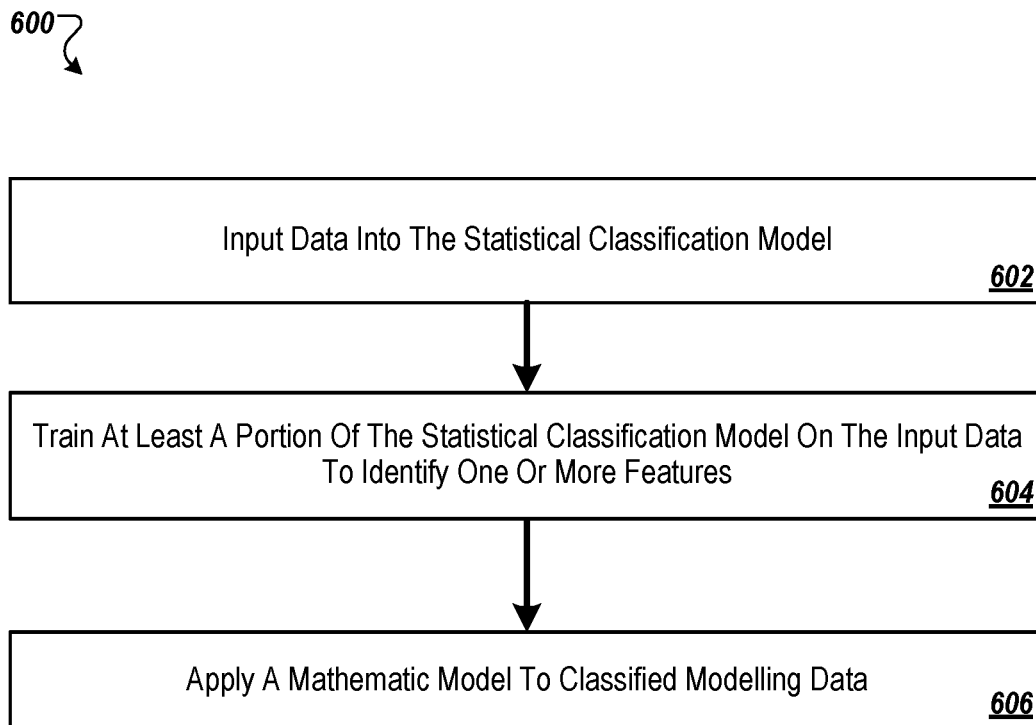 600
Input Data Into The Statistical Classification Model
602
Train At Least A Portion Of The Statistical Classification Model On The Input Data
To Identify One Or More Features
604
Apply A Mathematic Model To Classified Modelling Data
606